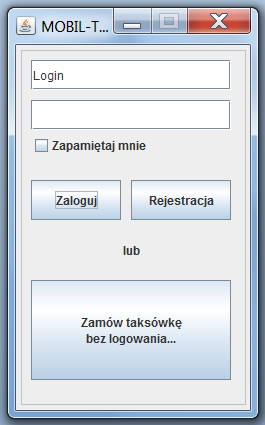 MOBIL-T...
Login
Zapamiętaj mnie
Zaloguj
Rejestracja
lub
Zamów taksówkę
bez logowania...